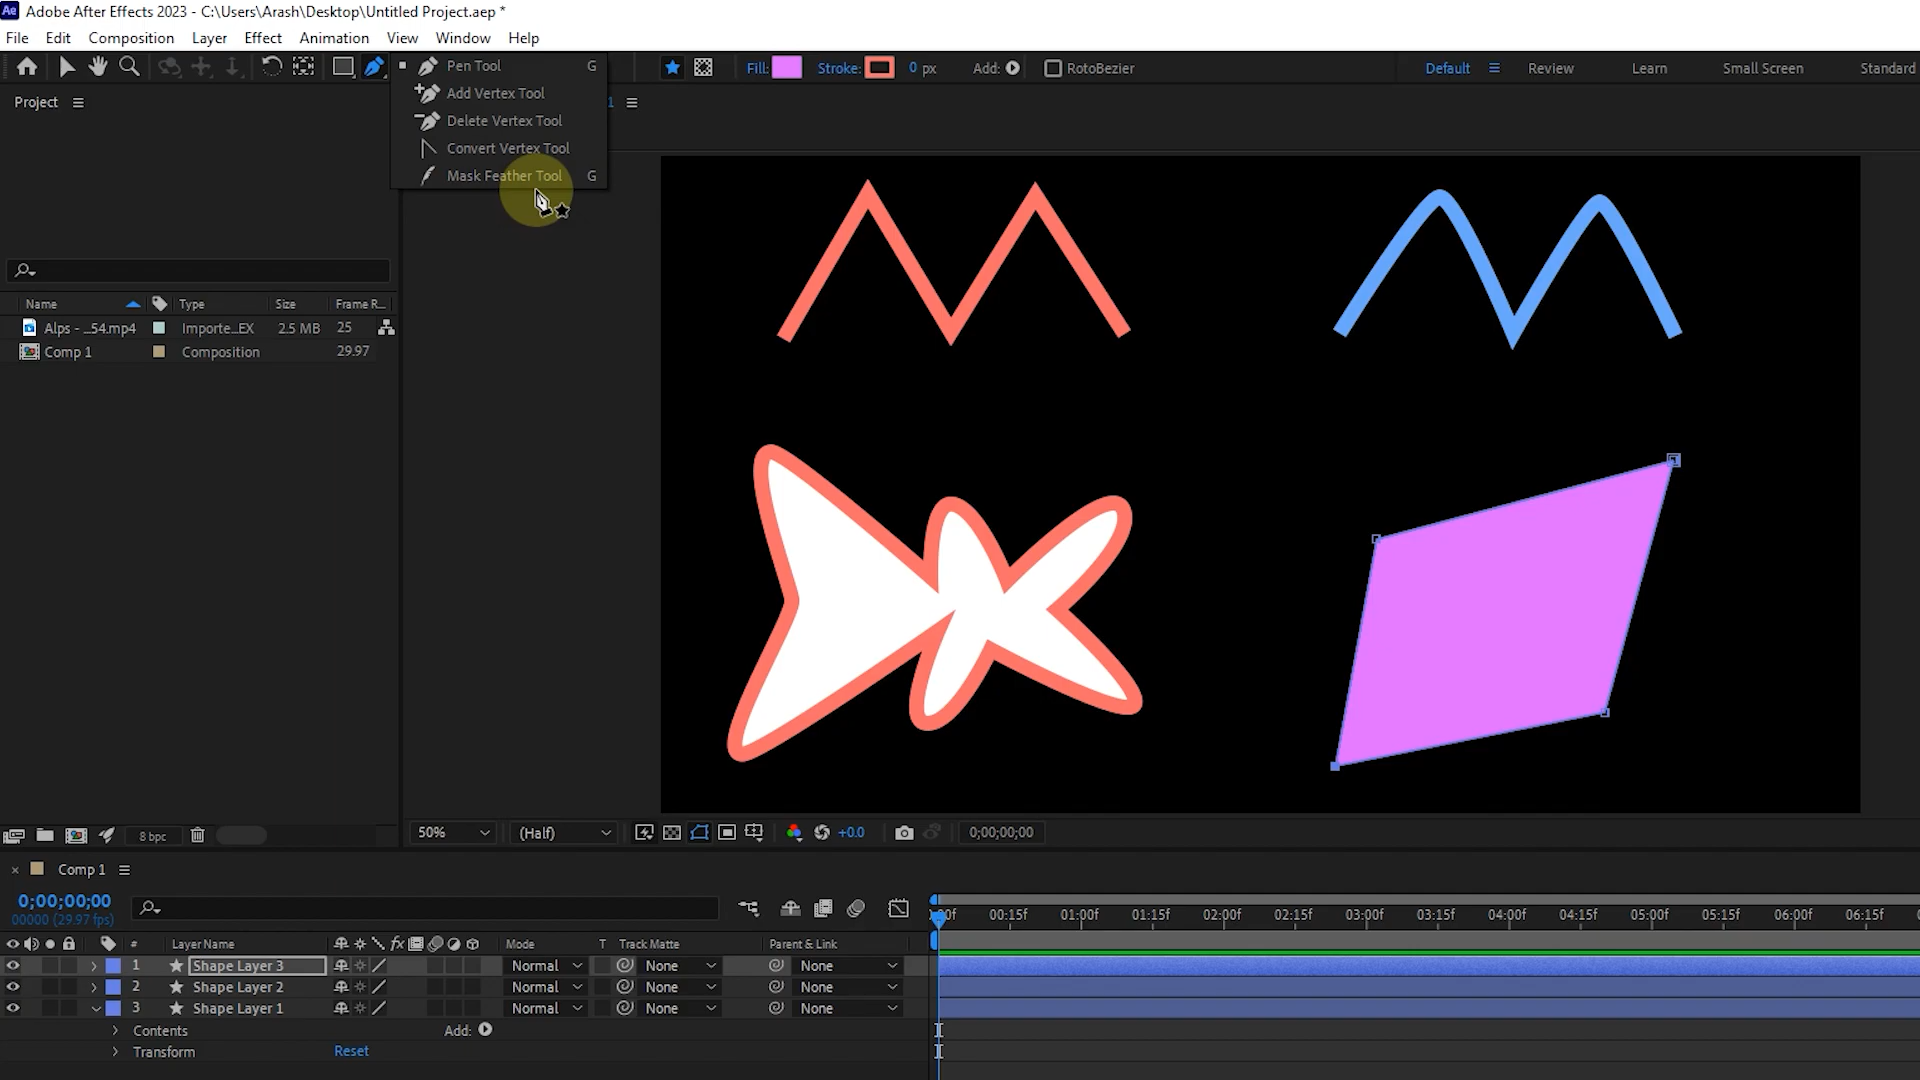 Ae Adobe After Effects 2023 - C:\Users\Arash\Desktop\Untitled Project.aep *
File Edit Composition Layer Effect Animation View Window Help
Pen Tool G
Fill: Stroke: 0 px Add: RotoBezier Default Review Learn Small Screen Standard
Add Vertex Tool
Project 1
Delete Vertex Tool
Convert Vertex Tool
Mask Feather Tool G
Name Type Size Frame R...
Alps - ...54.mp4 Importe...EX 2.5 MB 25
Comp 1 Composition 29.97
8 bpc 50% (Half) +0.0 0;00;00;00
× Comp 1
0;00;00;00
00000 (29.97 fps)
:00f 00:15f 01:00f 01:15f 02:00f 02:15f 03:00f 03:15f 04:00f 04:15f 05:00f 05:15f 06:00f 06:15f
# Layer Name fx Mode T Track Matte Parent & Link
1 Shape Layer 3 Normal None None
2 Shape Layer 2 Normal None None
3 Shape Layer 1 Normal None None
Contents Add:
Transform Reset